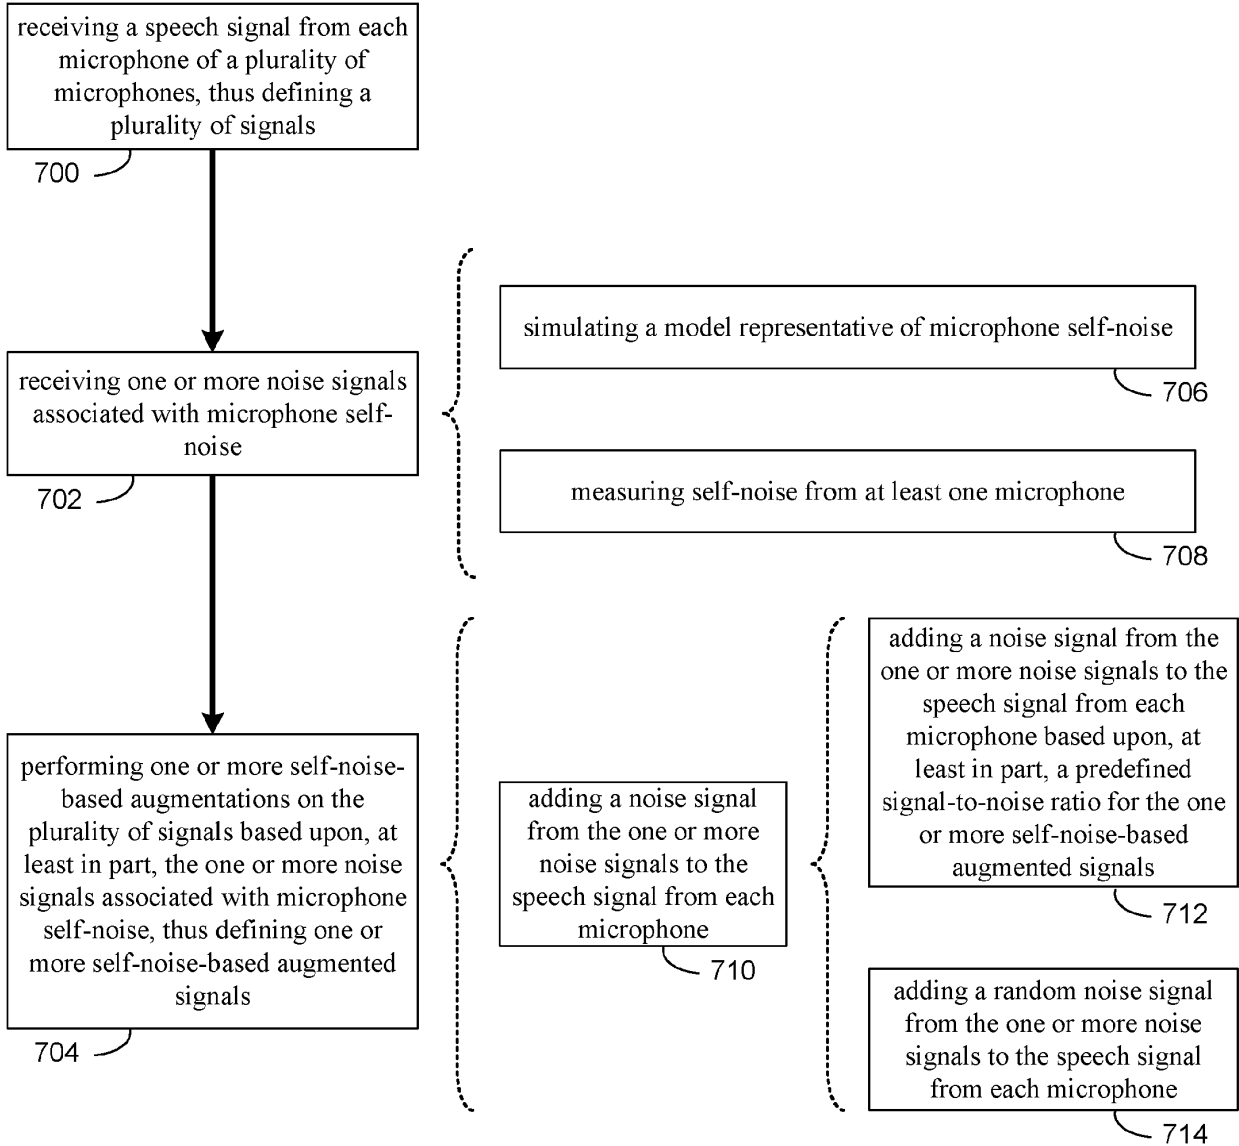 receiving a speech signal from each
microphone of a plurality of
microphones, thus defining a
plurality of signals
700
receiving one or more noise signals
associated with microphone self-
noise
702
simulating a model representative of microphone self-noise
706
measuring self-noise from at least one microphone
708
performing one or more self-noise-
based augmentations on the
plurality of signals based upon, at
least in part, the one or more noise
signals associated with microphone
self-noise, thus defining one or
more self-noise-based augmented
signals
704
adding a noise signal
from the one or more
noise signals to the
speech signal from each
microphone
710
adding a noise signal from the
one or more noise signals to the
speech signal from each
microphone based upon, at
least in part, a predefined
signal-to-noise ratio for the one
or more self-noise-based
augmented signals
712
adding a random noise signal
from the one or more noise
signals to the speech signal
from each microphone
714